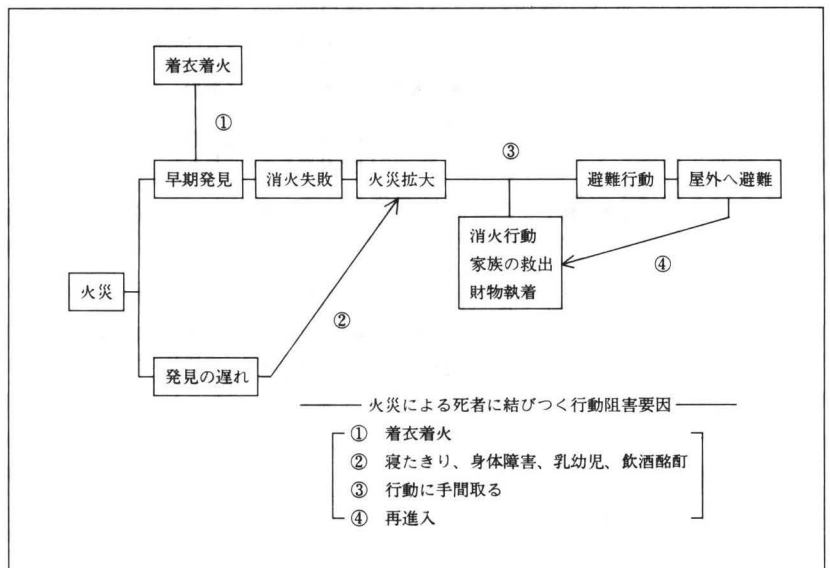 着衣着火
①
早期発見
消火失敗
火災拡大
③
避難行動
屋外へ避難
消火行動
家族の救出
財物執着
④
火災
②
発見の遅れ
火災による死者に結びつく行動阻害要因
① 着衣着火
② 寝たきり、身体障害、乳幼児、飲酒酩酊
③ 行動に手間取る
④ 再進入